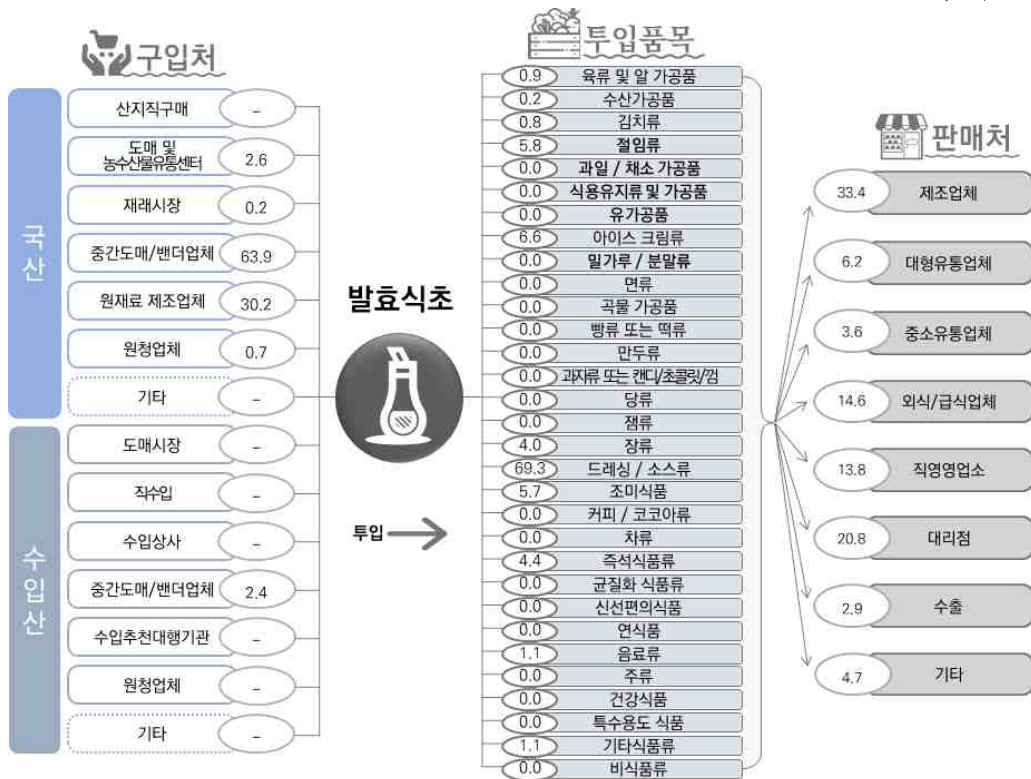 구입처
국산
산지직구매 -
도매 및
농수산물유통센터 2.6
재래시장 0.2
중간도매/밴더업체 63.9
원재료 제조업체 30.2
원청업체 0.7
기타 -
수입산
도매시장 -
직수입 -
수입상사 -
중간도매/밴더업체 2.4
수입추천대행기관 -
원청업체 -
기타 -
발효식초
투입
투입품목
0.9 육류 및 알 가공품
0.2 수산가공품
0.8 김치류
5.8 절임류
0.0 과일 / 채소 가공품
0.0 식용유지류 및 가공품
0.0 유가공품
6.6 아이스 크림류
0.0 밀가루 / 분말류
0.0 면류
0.0 곡물 가공품
0.0 빵류 또는 떡류
0.0 만두류
0.0 과자류 또는 캔디/초콜릿/껌
0.0 당류
0.0 잼류
4.0 장류
69.3 드레싱 / 소스류
5.7 조미식품
0.0 커피 / 코코아류
0.0 차류
4.4 즉석식품류
0.0 균질화 식품류
0.0 신선편의식품
0.0 연식품
1.1 음료류
0.0 주류
0.0 건강식품
0.0 특수용도 식품
1.1 기타식품류
0.0 비식품류
판매처
33.4 제조업체
6.2 대형유통업체
3.6 중소유통업체
14.6 외식/급식업체
13.8 직영영업소
20.8 대리점
2.9 수출
4.7 기타